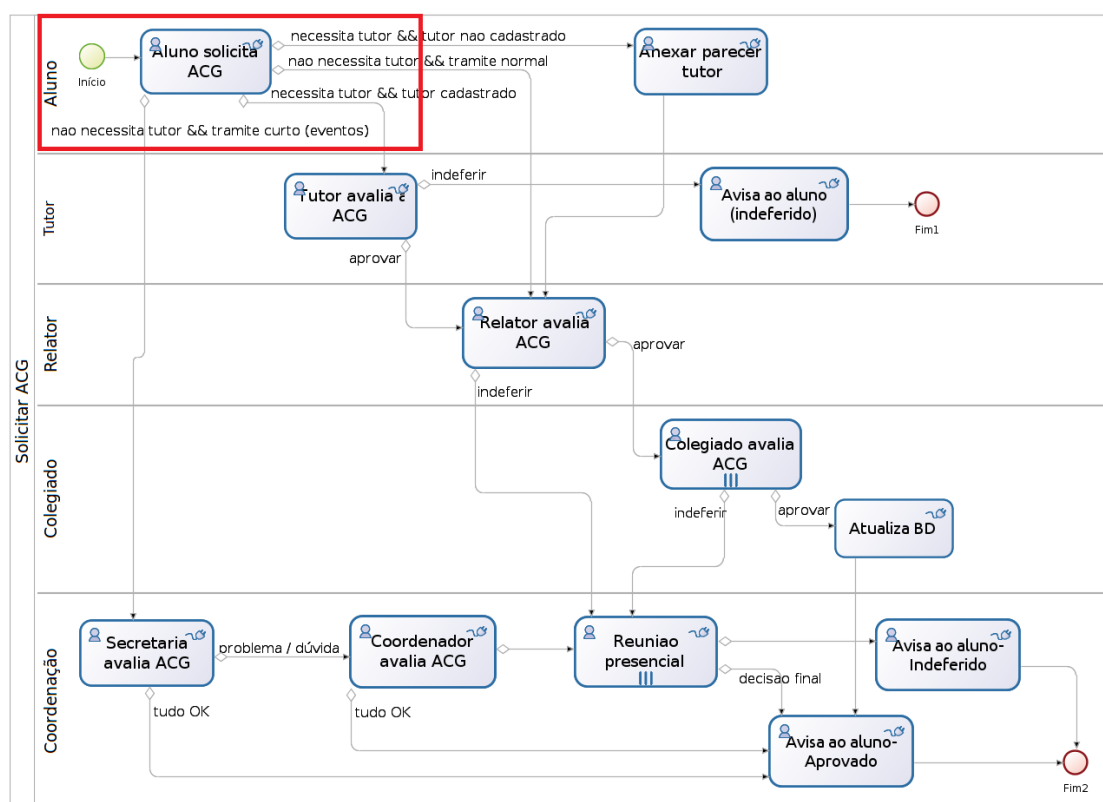 Solicitar ACG
Aluno
Início
Aluno solicita
ACG
necessita tutor && tutor nao cadastrado
nao necessita tutor && tramite normal
necessita tutor && tutor cadastrado
nao necessita tutor && tramite curto (eventos)
Anexar parecer
tutor
Tutor
Tutor avalia a
ACG
indeferir
aprovar
Avisa ao aluno
(indeferido)
Fim1
Relator
Relator avalia
ACG
aprovar
indeferir
Colegiado
Colegiado avalia
ACG
indeferir
aprovar
Atualiza BD
Coordenação
Secretaria
avalia ACG
problema / dúvida
tudo OK
Coordenador
avalia ACG
tudo OK
Reuniao
presencial
decisao final
Avisa ao aluno-
Indeferido
Avisa ao aluno-
Aprovado
Fim2